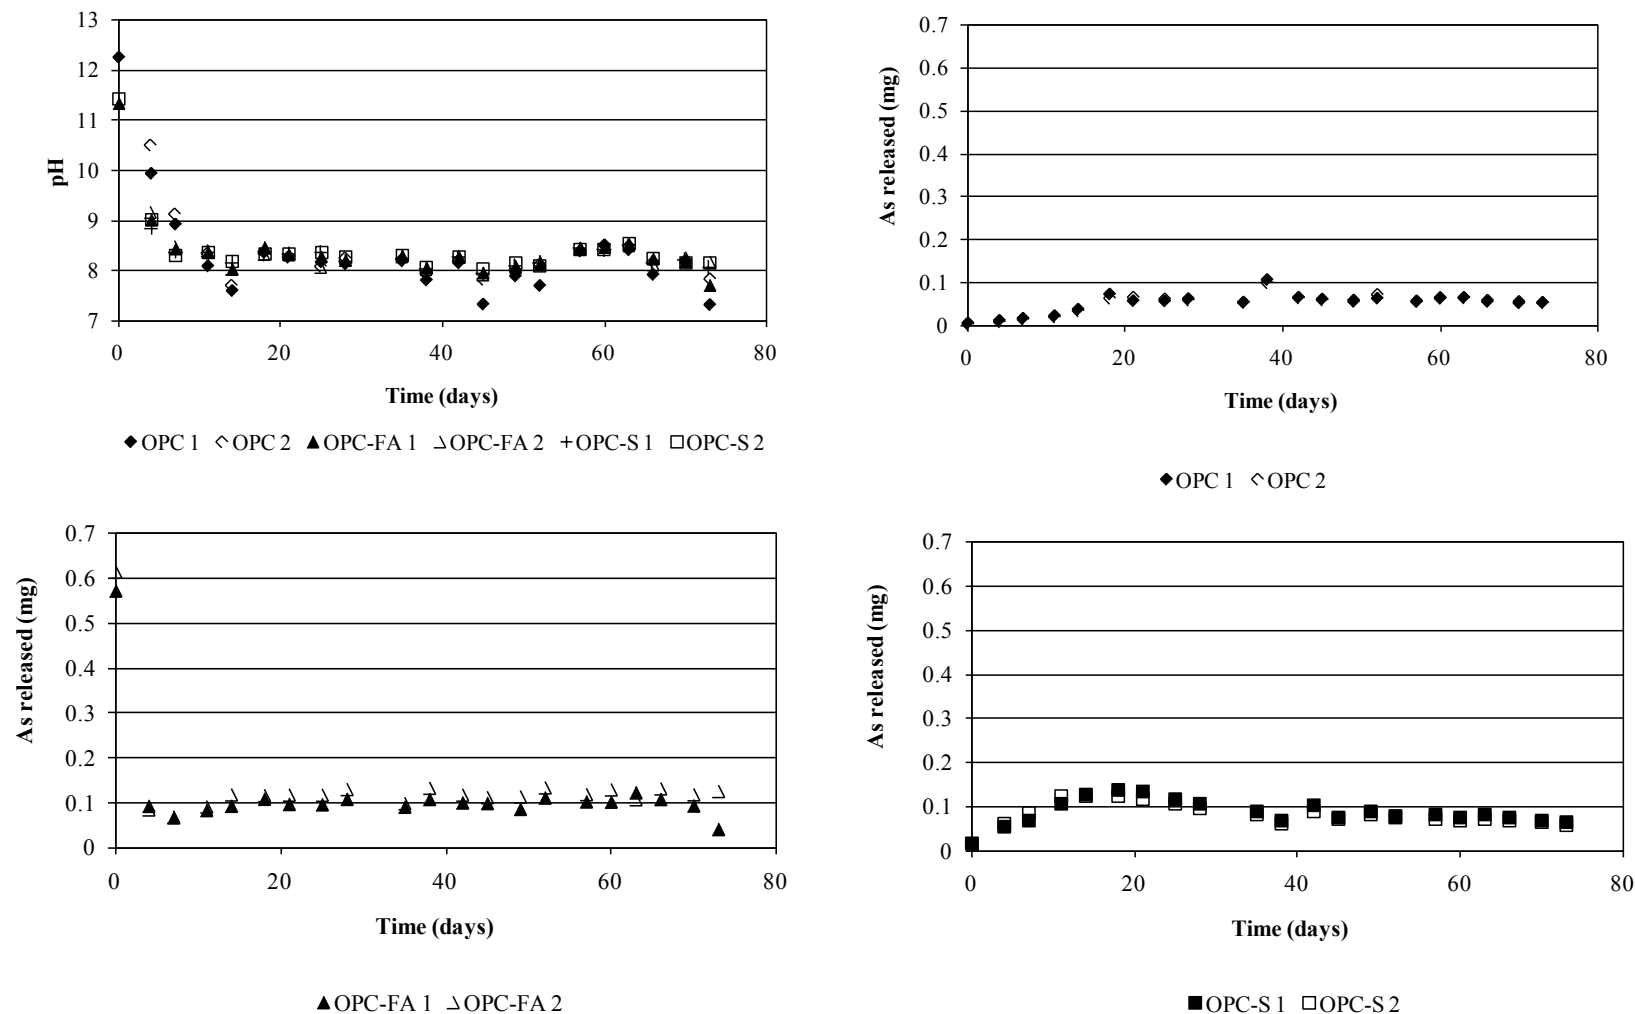 13
12
11
10
9
8
7
pH
0 20 40 60 80
Time (days)
OPC 1 OPC 2 OPC-FA 1 OPC-FA 2 OPC-S 1 OPC-S 2
0.7
0.6
0.5
0.4
0.3
0.2
0.1
0
As released (mg)
0 20 40 60 80
Time (days)
OPC 1 OPC 2
0.7
0.6
0.5
0.4
0.3
0.2
0.1
0
As released (mg)
0 20 40 60 80
Time (days)
OPC-FA 1 OPC-FA 2
0.7
0.6
0.5
0.4
0.3
0.2
0.1
0
As released (mg)
0 20 40 60 80
Time (days)
OPC-S 1 OPC-S 2